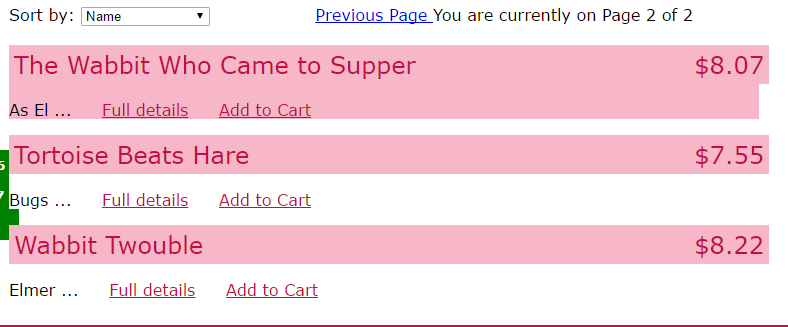 Sort by: Name Previous Page You are currently on Page 2 of 2
The Wabbit Who Came to Supper $8.07
As El ... Full details Add to Cart
Tortoise Beats Hare $7.55
Bugs ... Full details Add to Cart
Wabbit Twouble $8.22
Elmer ... Full details Add to Cart